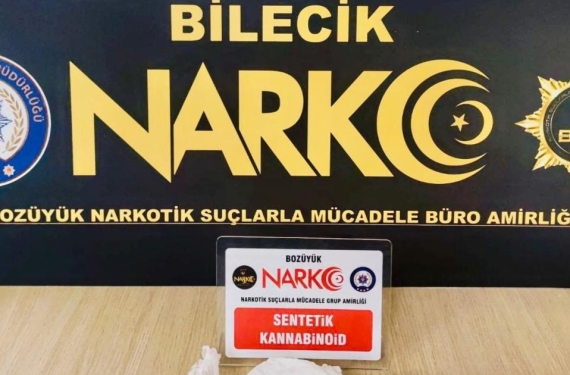 BİLECİK
NARKO
MÜDÜRLÜĞÜ
BOZÜYÜK NARKOTİK SUÇLARLA MÜCADELE BÜRO AMİRLİĞİ
BOZÜYÜK
NARKO
NARKOTİK SUÇLARLA MÜCADELE GRUP AMİRLİĞİ
SENTETİK
KANNABİNOİD